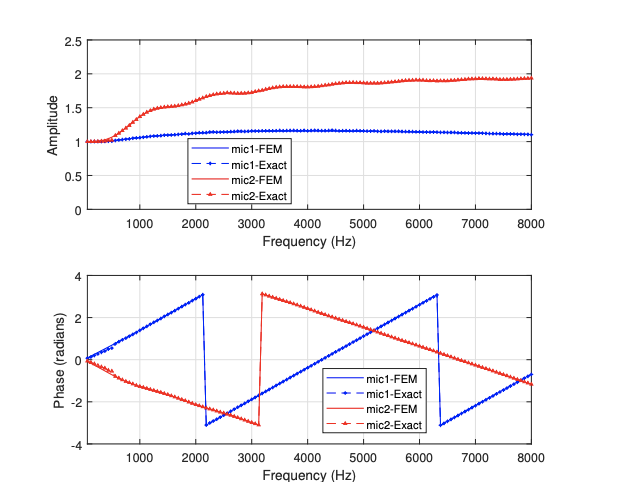 2.5
2
1.5
1
0.5
0
Amplitude
mic1-FEM
mic1-Exact
mic2-FEM
mic2-Exact
1000 2000 3000 4000 5000 6000 7000 8000
Frequency (Hz)
4
2
0
-2
-4
Phase (radians)
mic1-FEM
mic1-Exact
mic2-FEM
mic2-Exact
1000 2000 3000 4000 5000 6000 7000 8000
Frequency (Hz)